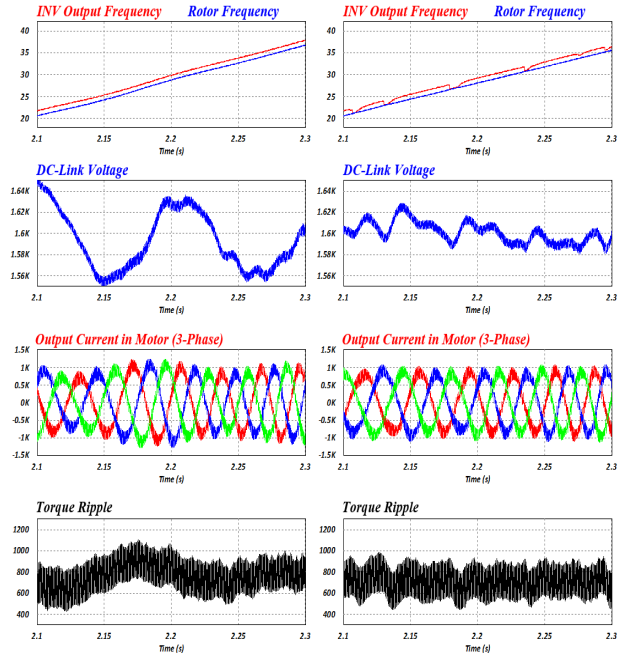 INV Output Frequency Rotor Frequency
40
35
30
25
20
2.1 2.15 2.2 2.25 2.3
Time (s)
INV Output Frequency Rotor Frequency
40
35
30
25
20
2.1 2.15 2.2 2.25 2.3
Time (s)
DC-Link Voltage
1.64K
1.62K
1.6K
1.58K
1.56K
2.1 2.15 2.2 2.25 2.3
Time (s)
DC-Link Voltage
1.64K
1.62K
1.6K
1.58K
1.56K
2.1 2.15 2.2 2.25 2.3
Time (s)
Output Current in Motor (3-Phase)
1.5K
1K
0.5K
0K
-0.5K
-1K
-1.5K
2.1 2.15 2.2 2.25 2.3
Time (s)
Output Current in Motor (3-Phase)
1.5K
1K
0.5K
0K
-0.5K
-1K
-1.5K
2.1 2.15 2.2 2.25 2.3
Time (s)
Torque Ripple
1200
1000
800
600
400
2.1 2.15 2.2 2.25 2.3
Time (s)
Torque Ripple
1200
1000
800
600
400
2.1 2.15 2.2 2.25 2.3
Time (s)